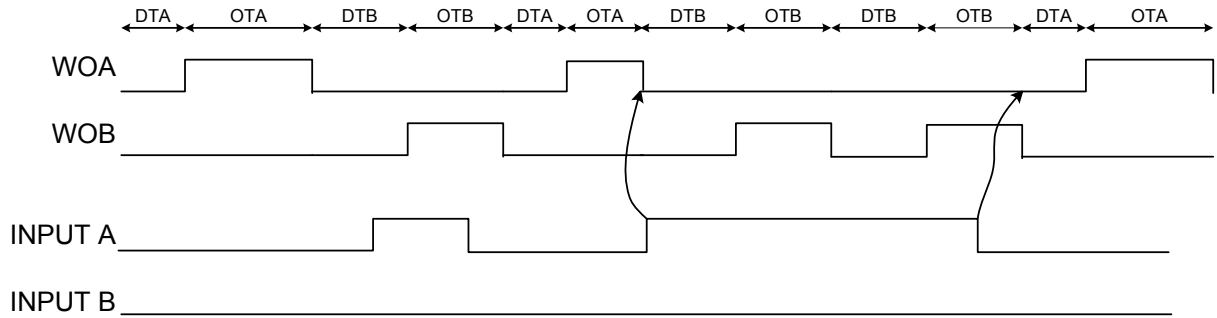 DTA OTA DTB OTB DTA OTA DTB OTB DTB OTB DTA OTA
WOA
WOB
INPUT A
INPUT B